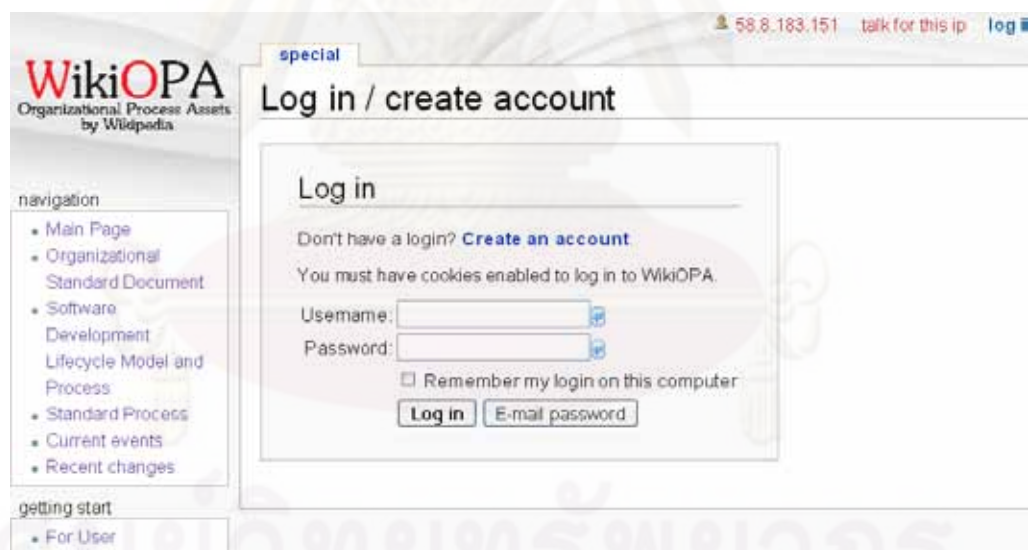 58.8.183.151 talk for this ip log
special
WikiOPA
Organizational Process Assets
by Wikipedia
Log in / create account
Log in
Don't have a login? Create an account
You must have cookies enabled to log in to WikiOPA.
Username:
Password:
Remember my login on this computer
Log in E-mail password
navigation
Main Page
Organizational
Standard Document
Software
Development
Lifecycle Model and
Process
Standard Process
Current events
Recent changes
getting start
For User